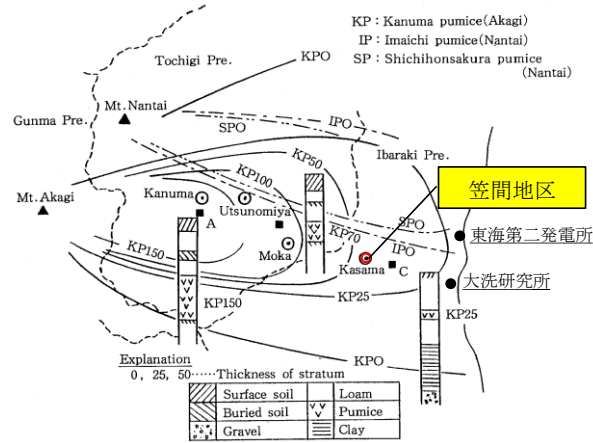 KP : Kanuma pumice(Akagi)
IP : Imaichi pumice(Nantai)
SP : Shichihonsakura pumice
(Nantai)
Tochigi Pre.
KPO
Mt.Nantai
Gunma Pre.
IPO
SPO
KP50
Ibaraki Pre.
KP100
笠間地区
Mt.Akagi
Kanuma
Utsunomiya
A
SPO
KP70
東海第二発電所
IPO
Moka
KP150
Kasama
C
大洗研究所
KP150
KP25
KP25
KPO
Explanation
0, 25, 50······Thickness of stratum
Surface soil
Loam
Buried soil
Pumice
Gravel
Clay